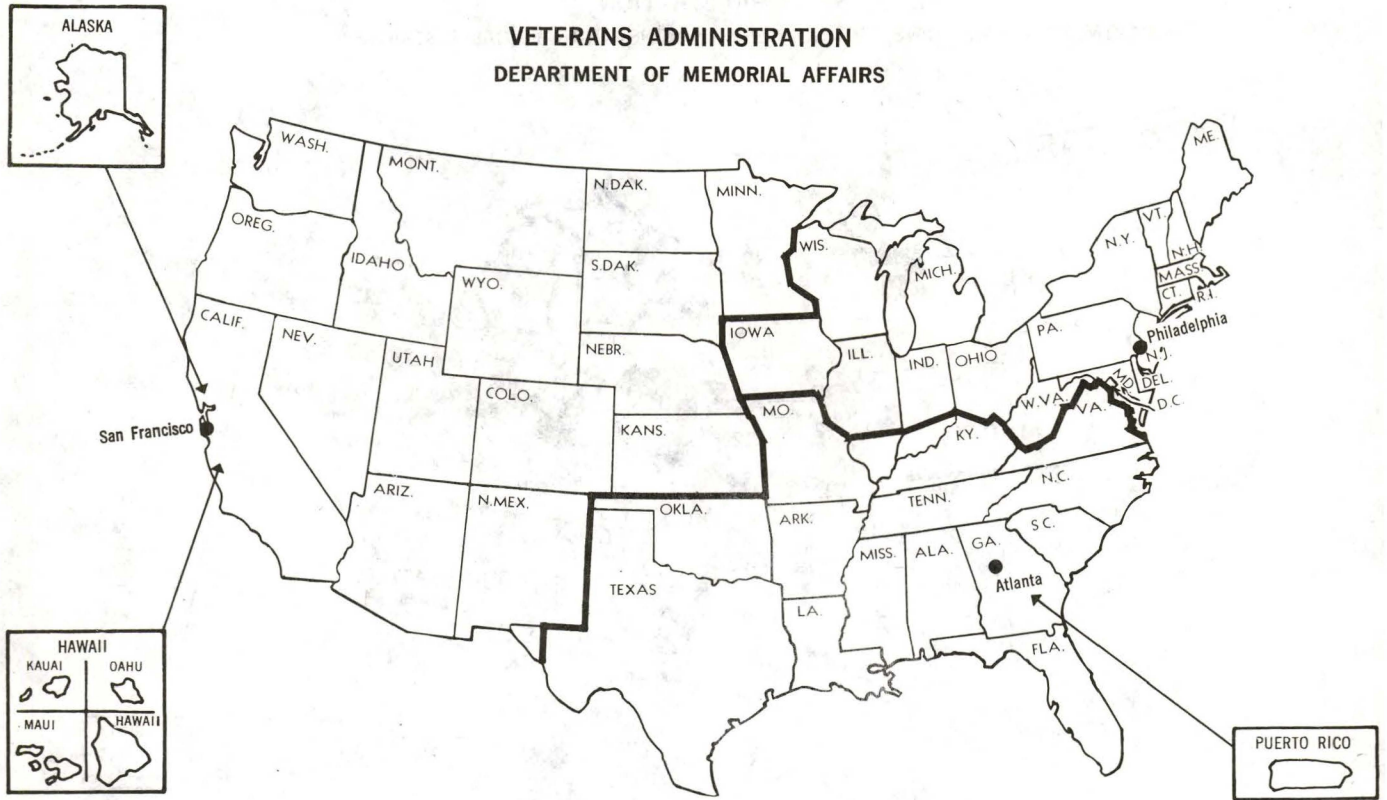 ALASKA
VETERANS ADMINISTRATION
DEPARTMENT OF MEMORIAL AFFAIRS
WASH.
MONT.
N.DAK.
MINN.
ME.
OREG.
IDAHO
WYO.
S.DAK.
WIS.
MICH.
N.Y.
VT.
N.H.
MASS.
CT.
R.I.
CALIF.
NEV.
UTAH
COLO.
NEBR.
IOWA
ILL.
IND.
OHIO
PA.
Philadelphia
N.J.
MD.
DEL.
D.C.
W.VA.
VA.
KANS.
MO.
KY.
San Francisco
ARIZ.
N.MEX.
OKLA.
ARK.
TENN.
N.C.
S.C.
TEXAS
LA.
MISS.
ALA.
GA.
Atlanta
FLA.
HAWAII
KAUAI
OAHU
MAUI
HAWAII
PUERTO RICO